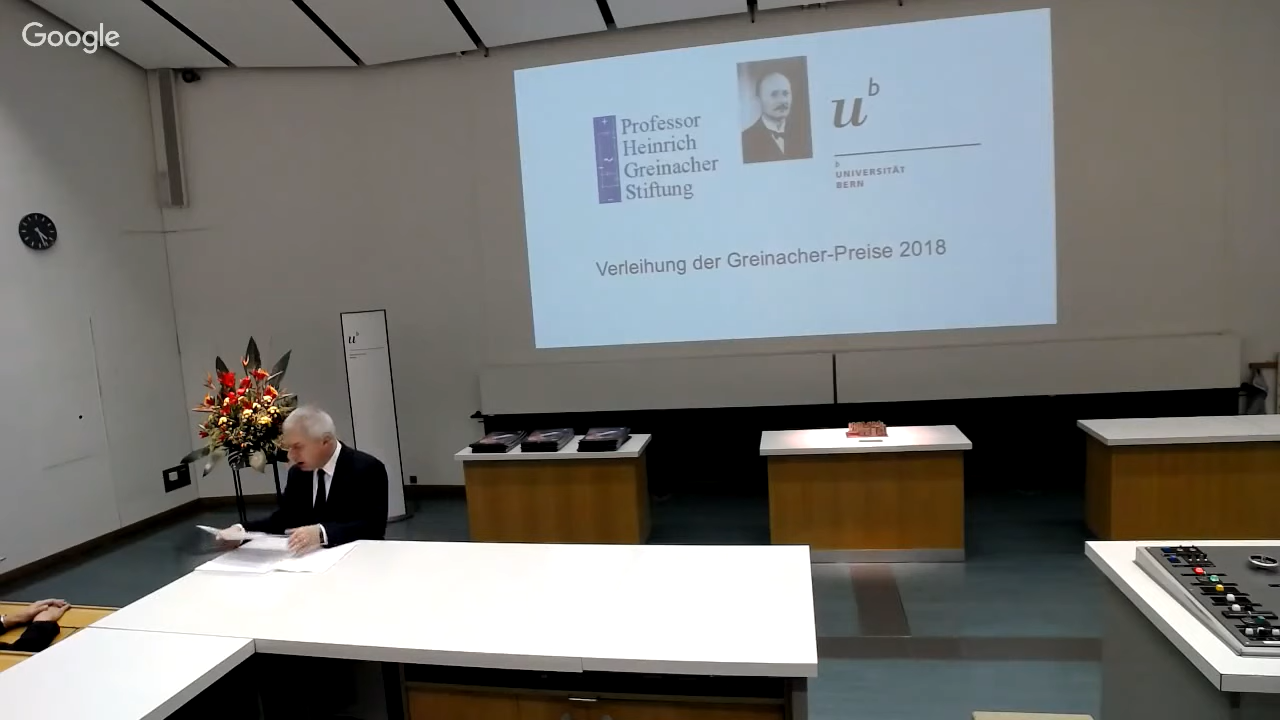 Google
Professor
Heinrich
Greinacher
Stiftung
u
b
b
UNIVERSITÄT
BERN
Verleihung der Greinacher-Preise 2018
u
b